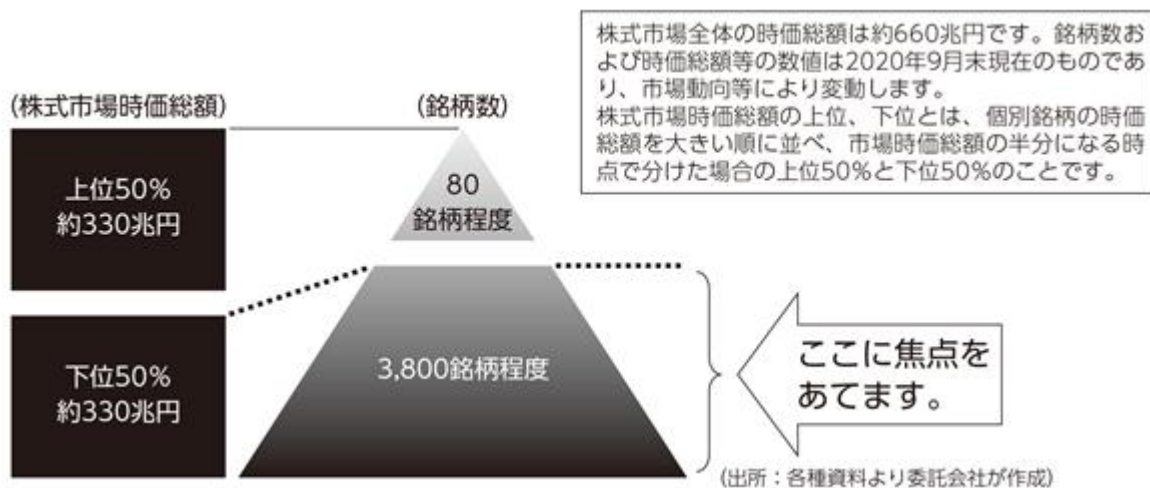 株式市場全体の時価総額は約660兆円です。銘柄数お
よび時価総額等の数値は2020年9月末現在のものであ
り、市場動向等により変動します。
株式市場時価総額の上位、下位とは、個別銘柄の時価
総額を大きい順に並べ、市場時価総額の半分になる時
点で分けた場合の上位50%と下位50%のことです。
(株式市場時価総額)
(銘柄数)
上位50%
約330兆円
80
銘柄程度
下位50%
約330兆円
3,800銘柄程度
ここに焦点を
あてます。
(出所：各種資料より委託会社が作成)